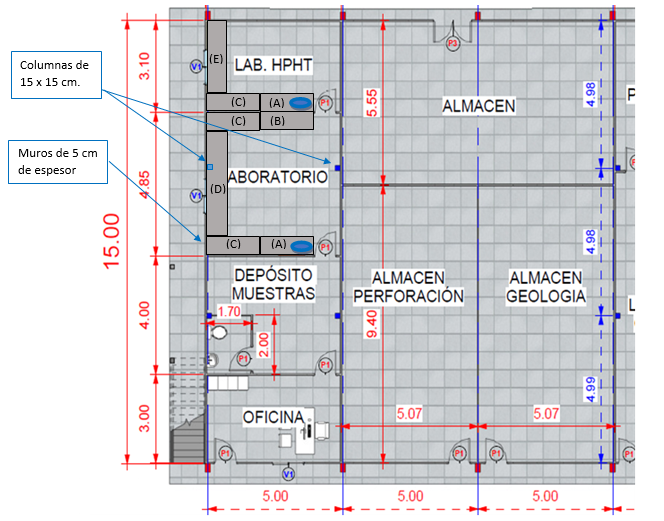 Columnas de
15 x 15 cm.
Muros de 5 cm
de espesor
15.00
3.10
4.85
4.00
3.00
(E)
LAB. HPHT
V1
(C)
(A)
P1
(C)
(B)
ABORATORIO
(D)
V1
(C)
(A)
P1
DEPÓSITO
MUESTRAS
1.70
2.00
P1
P1
OFICINA
P1
V1
P3
ALMACEN
5.55
4.98
P
P1
ALMACEN
PERFORACIÓN
ALMACEN
GEOLOGIA
9.40
4.98
L
4.99
5.07
5.07
P1
P1
P1
5.00
5.00
5.00